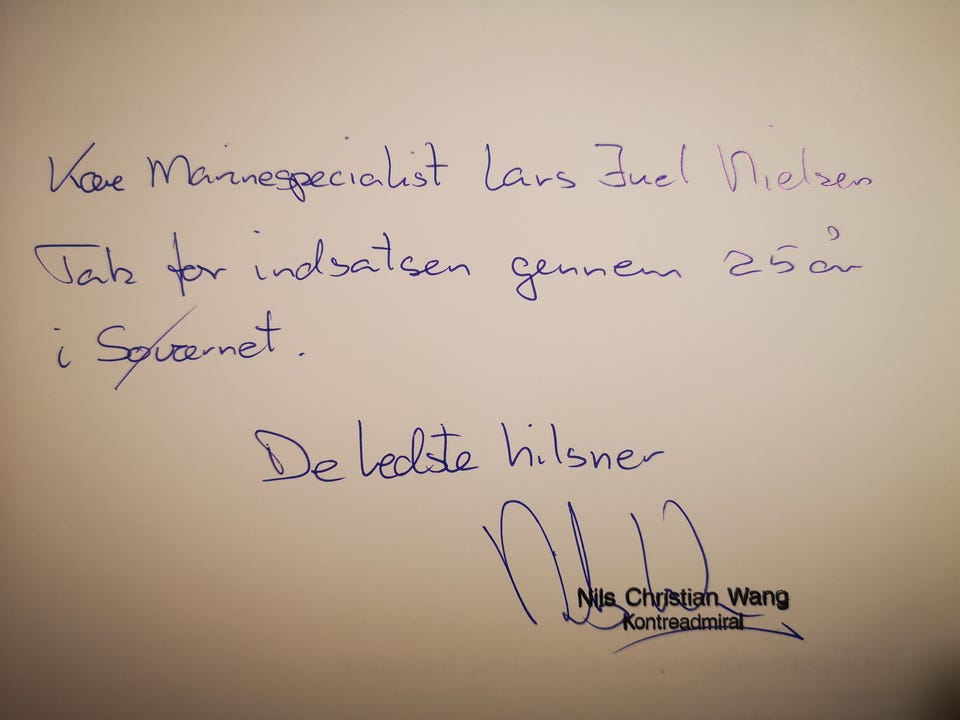 Kære Marinespecialist Lars Juel Nielsen
Tak for indsatsen gennem 25 år
i Søværnet.
De bedste hilsner
Nils Christian Wang
Kontreadmiral